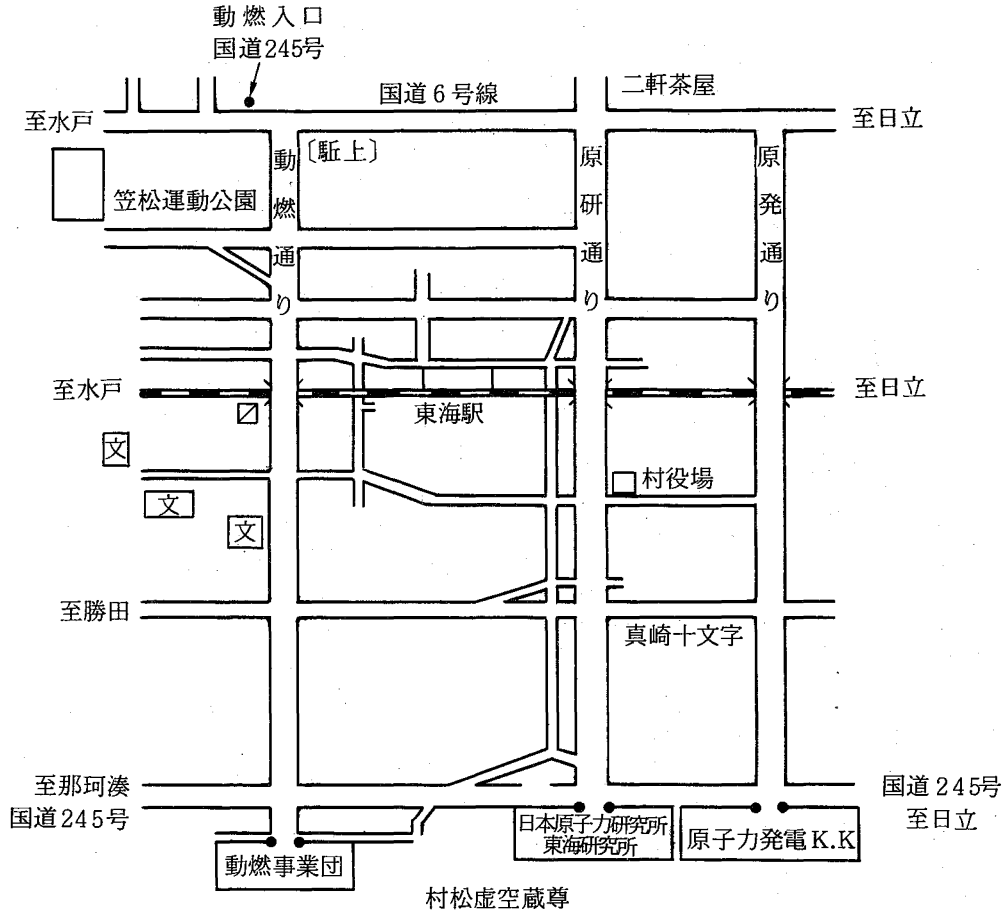 動燃入口
国道245号
国道6号線
二軒茶屋
至水戸
至日立
〔駈上〕
動燃通り
原研通り
原発通り
笠松運動公園
至水戸
至日立
東海駅
文
村役場
文
文
至勝田
真崎十文字
至那珂湊
国道245号
国道245号
至日立
日本原子力研究所
東海研究所
原子力発電K.K
動燃事業団
村松虚空蔵尊